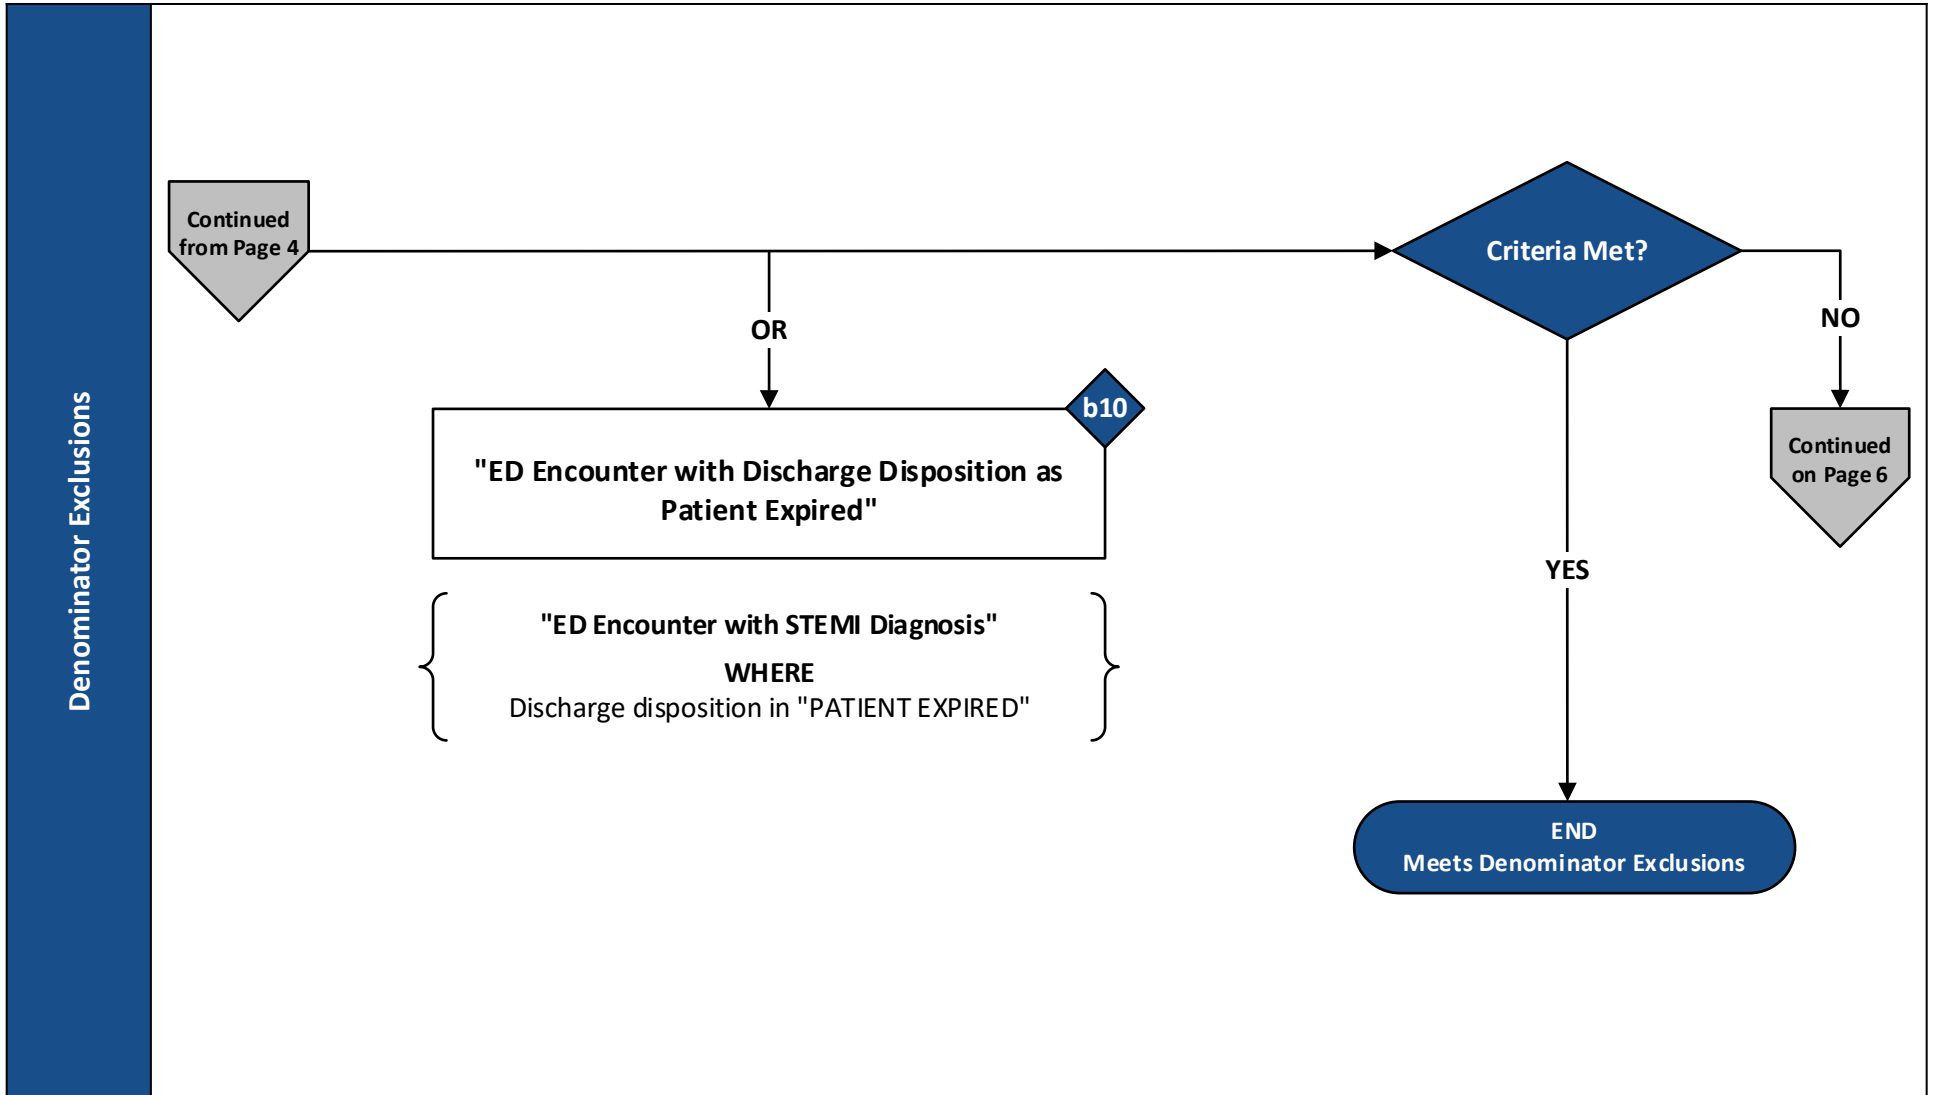 Denominator Exclusions
Continued
from Page 4
OR
b10
"ED Encounter with Discharge Disposition as
Patient Expired"
"ED Encounter with STEMI Diagnosis"
WHERE
Discharge disposition in "PATIENT EXPIRED"
Criteria Met?
NO
Continued
on Page 6
YES
END
Meets Denominator Exclusions